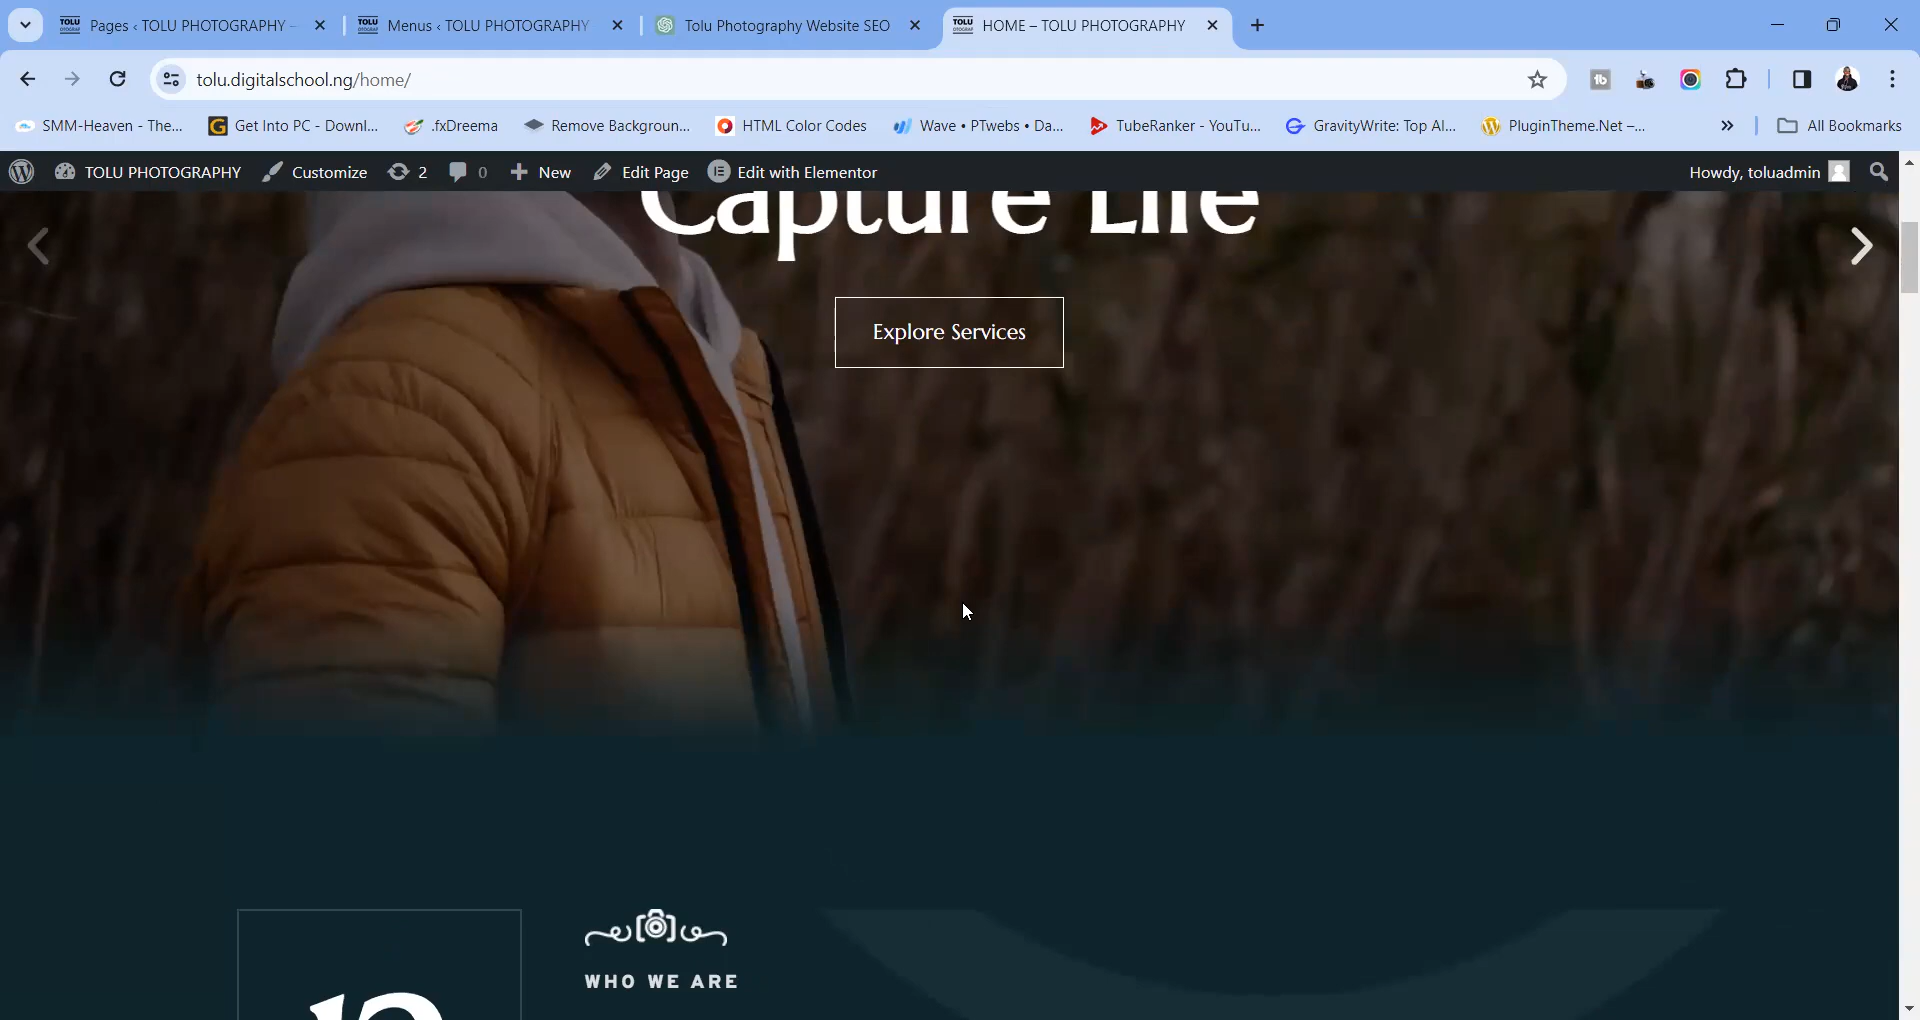 Pages ‹ TOLU PHOTOGRAPHY –
Menus ‹ TOLU PHOTOGRAPHY
Tolu Photography Website SEO
HOME – TOLU PHOTOGRAPHY
tolu.digitalschool.ng/home/
SMM-Heaven - The...
Get Into PC - Downl...
.fxDreema
Remove Backgroun...
HTML Color Codes
Wave • PTwebs • Da...
TubeRanker - YouTu...
GravityWrite: Top Al...
PluginTheme.Net –...
All Bookmarks
TOLU PHOTOGRAPHY
Customize
2
0
New
Edit Page
Edit with Elementor
Howdy, toluadmin
Capture Life
Explore Services
WHO WE ARE